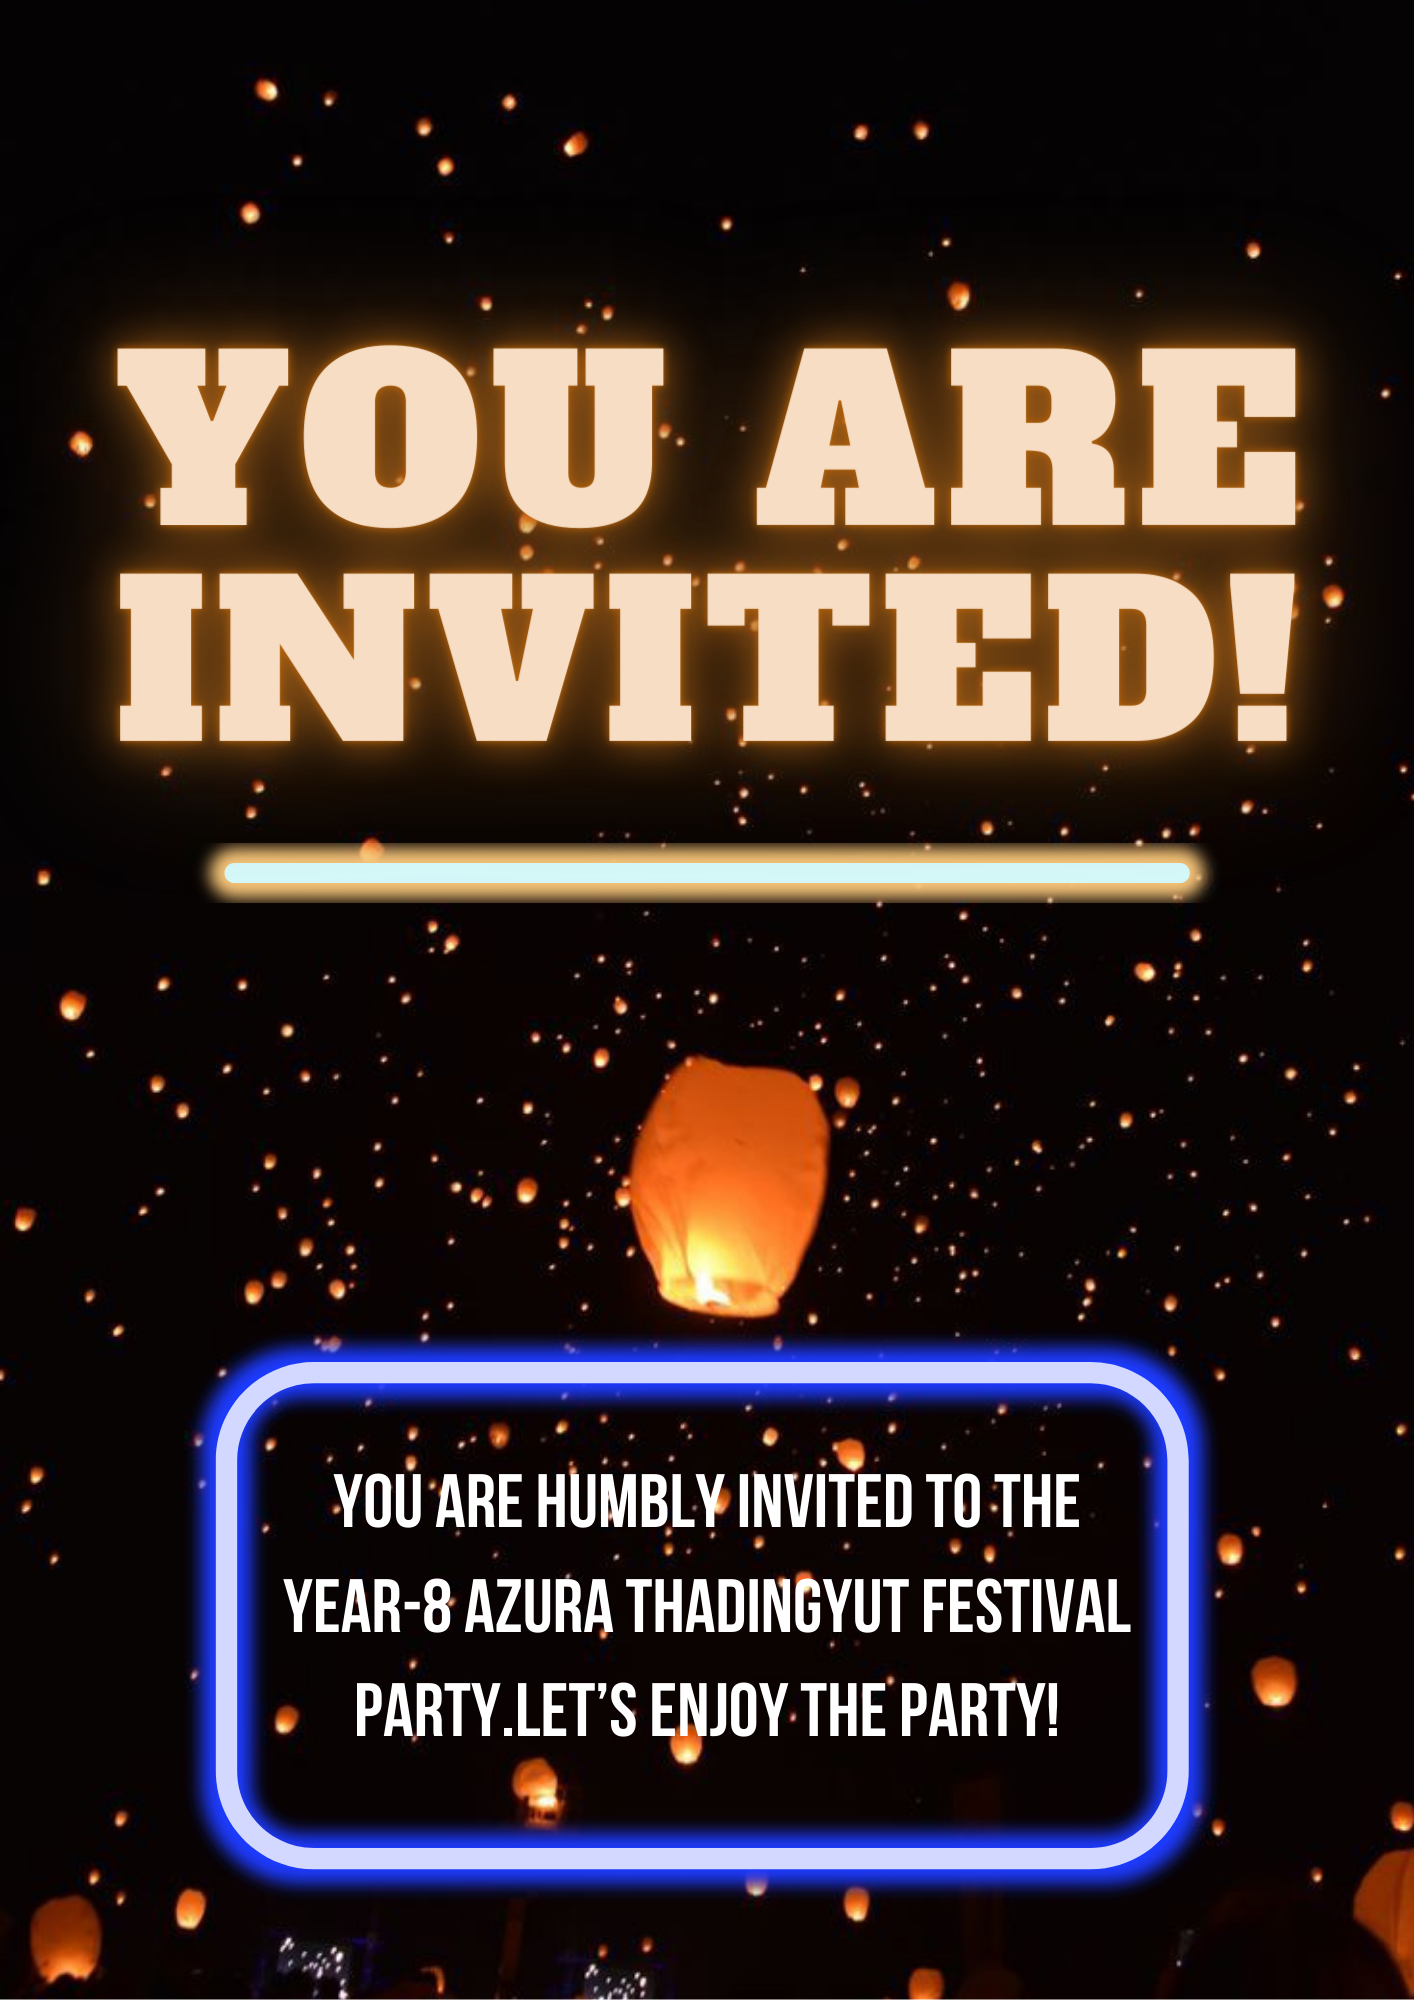 YOU ARE
INVITED!
YOU ARE HUMBLY INVITED TO THE
YEAR-8 AZURA THADINGYUT FESTIVAL
PARTY.LET’S ENJOY THE PARTY!